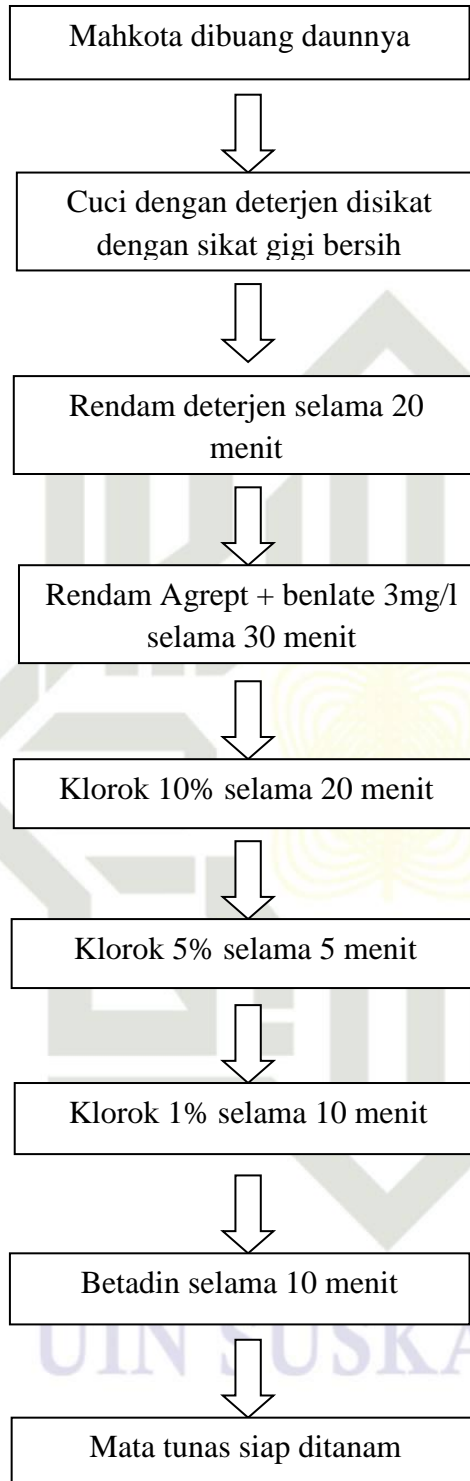 Mahkota dibuang daunnya
Cuci dengan deterjen disikat
dengan sikat gigi bersih
Rendam deterjen selama 20
menit
Rendam Agrept + benlate 3mg/l
selama 30 menit
Klorok 10% selama 20 menit
Klorok 5% selama 5 menit
Klorok 1% selama 10 menit
Betadin selama 10 menit
UIN SUSKA
Mata tunas siap ditanam